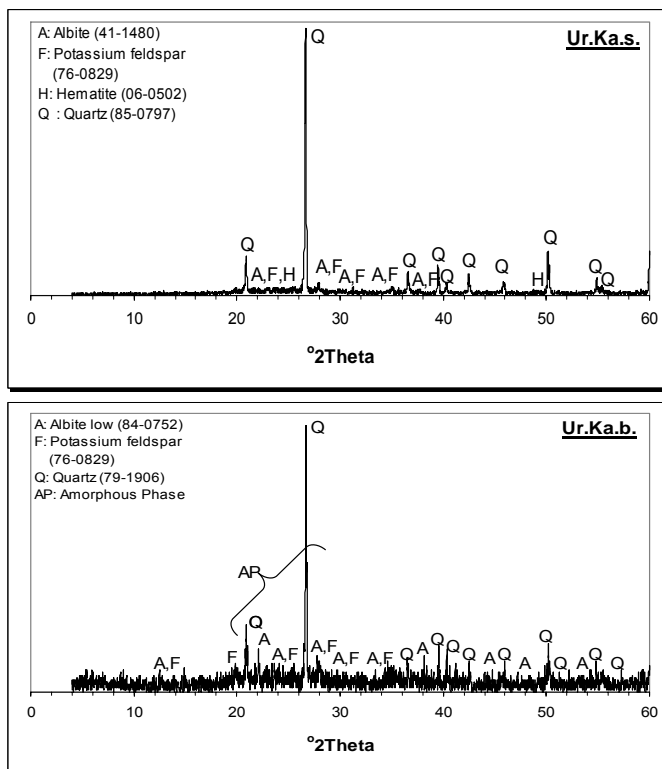 A: Albite (41-1480)
F: Potassium feldspar
(76-0829)
H: Hematite (06-0502)
Q : Quartz (85-0797)
Ur.Ka.s.
Q
Q
A,F,H
A,F
A,F
A,F
Q
A,F
Q
Q
Q
Q
H
Q
Q
Q
0 10 20 30 40 50 60
°2Theta
A: Albite low (84-0752)
F: Potassium feldspar
(76-0829)
Q: Quartz (79-1906)
AP: Amorphous Phase
Ur.Ka.b.
Q
AP
A,F
F
Q
A
A,F
A,F
A,F
A,F
Q
A
Q
Q
Q
A
Q
A
Q
Q
A
Q
Q
0 10 20 30 40 50 60
°2Theta